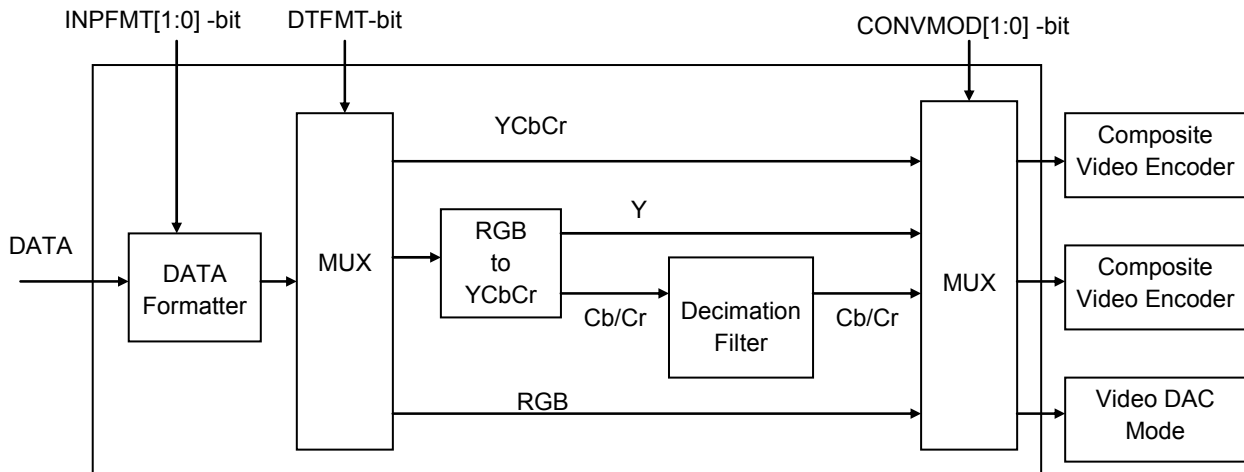 INPFMT[1:0] -bit
DTFMT-bit
CONVMOD[1:0] -bit
DATA
DATA
Formatter
MUX
YCbCr
RGB
to
YCbCr
Y
Cb/Cr
Decimation
Filter
Cb/Cr
RGB
MUX
Composite
Video Encoder
Composite
Video Encoder
Video DAC
Mode